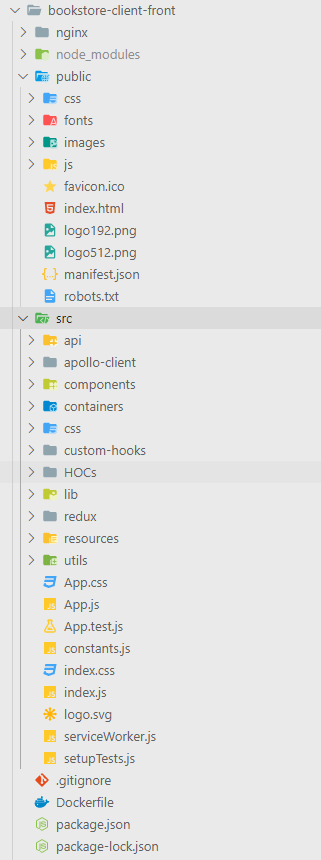 bookstore-client-front
nginx
node_modules
public
css
fonts
images
js
favicon.ico
index.html
logo192.png
logo512.png
manifest.json
robots.txt
src
api
apollo-client
components
containers
css
custom-hooks
HOCs
lib
redux
resources
utils
App.css
App.js
App.test.js
constants.js
index.css
index.js
logo.svg
serviceWorker.js
setupTests.js
.gitignore
Dockerfile
package.json
package-lock.json